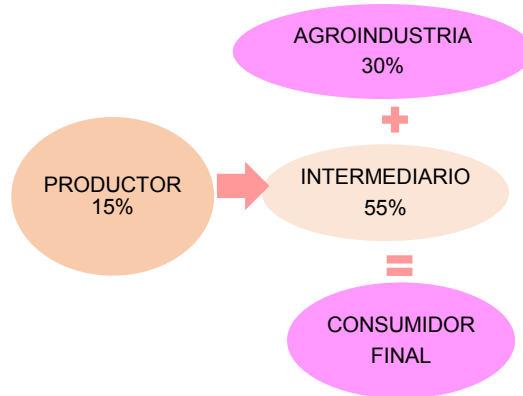 AGROINDUSTRIA
30%
PRODUCTOR
15%
INTERMEDIARIO
55%
CONSUMIDOR
FINAL